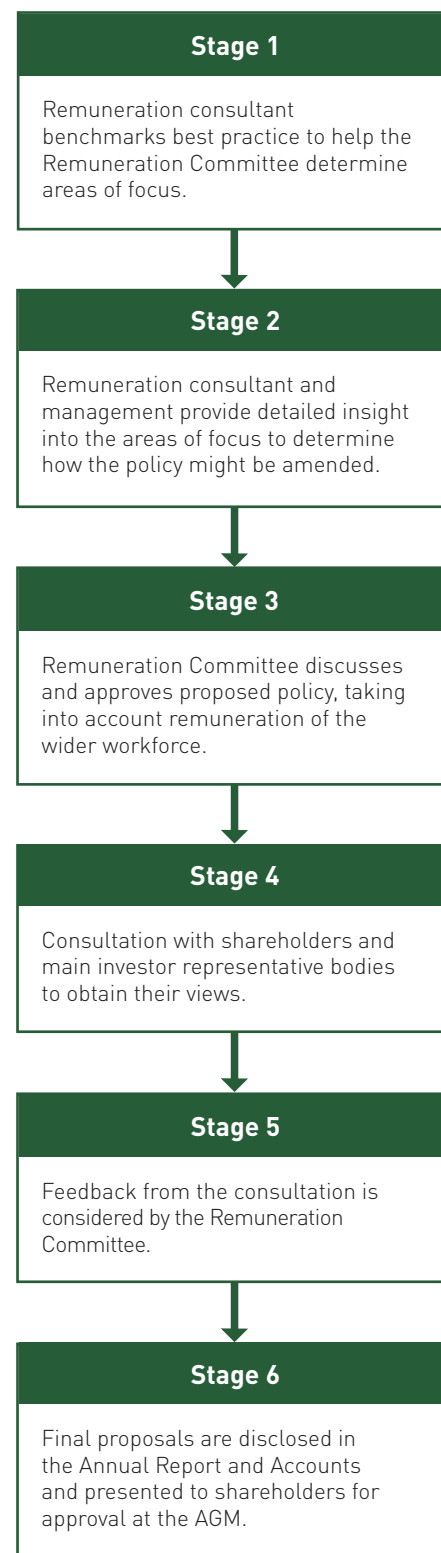 Stage 1
Remuneration consultant
benchmarks best practice to help the
Remuneration Committee determine
areas of focus.
Stage 2
Remuneration consultant and
management provide detailed insight
into the areas of focus to determine
how the policy might be amended.
Stage 3
Remuneration Committee discusses
and approves proposed policy, taking
into account remuneration of the
wider workforce.
Stage 4
Consultation with shareholders and
main investor representative bodies
to obtain their views.
Stage 5
Feedback from the consultation is
considered by the Remuneration
Committee.
Stage 6
Final proposals are disclosed in
the Annual Report and Accounts
and presented to shareholders for
approval at the AGM.